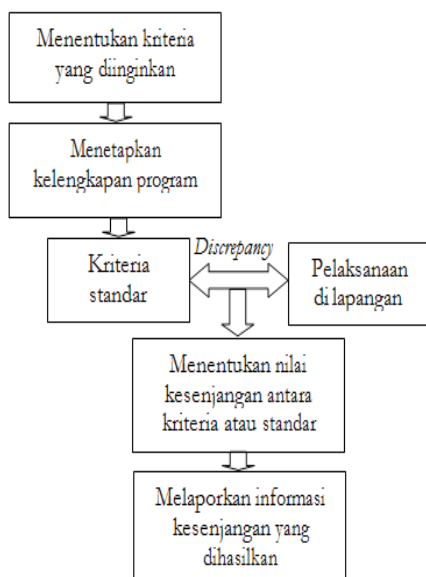 Menentukan kriteria
yang diinginkan
Menetapkan
kelengkapan program
Discrepancy
Kriteria
standar
Pelaksanaan
di lapangan
Menentukan nilai
kesenjangan antara
kriteria atau standar
Melaporkan informasi
kesenjangan yang
dihasilkan